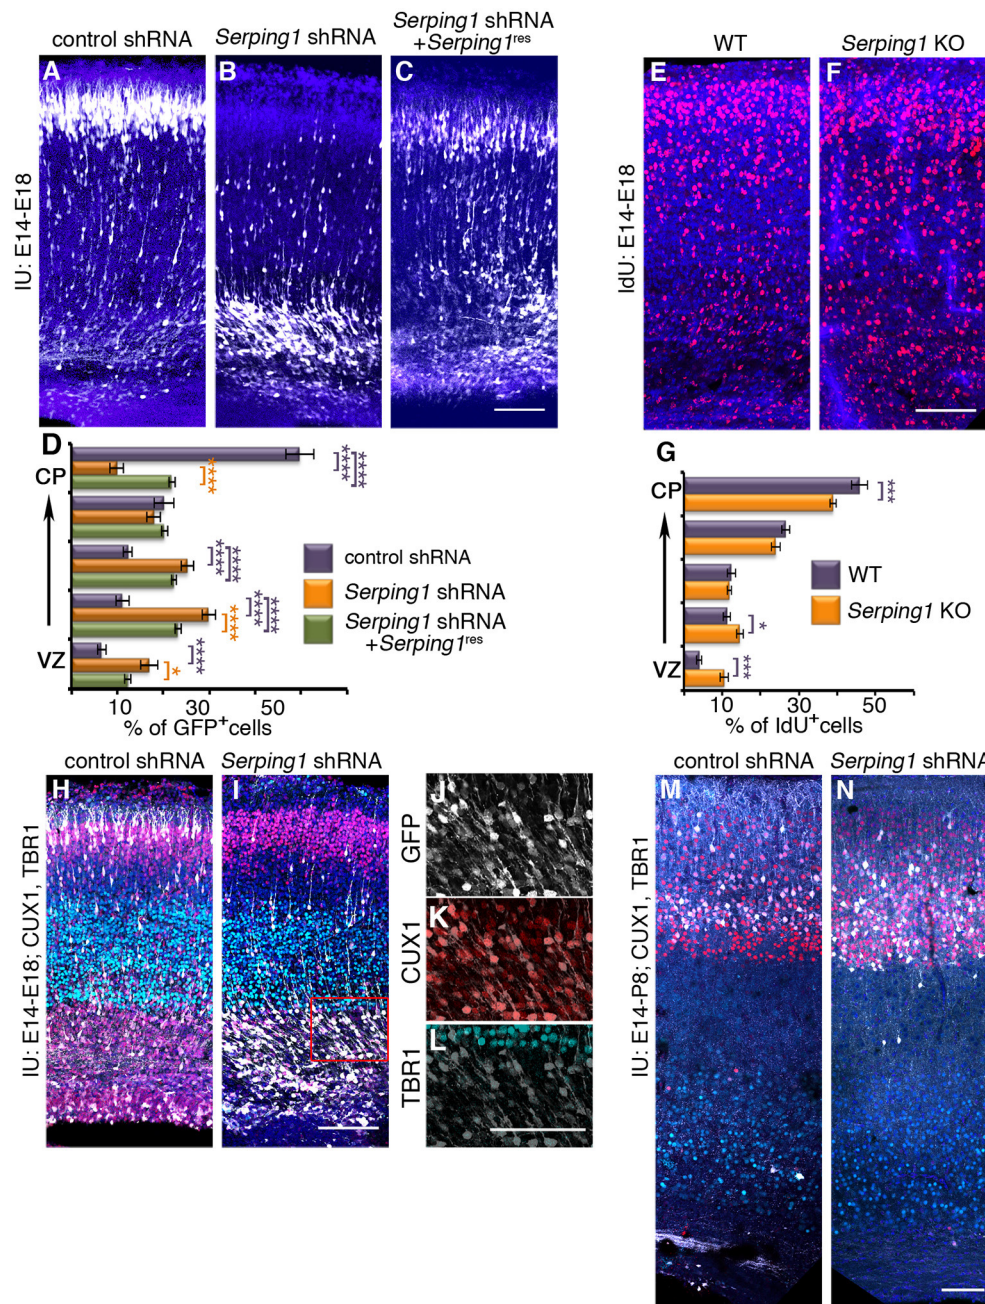 control shRNA
Serping1 shRNA
Serping1 shRNA
+Serping1res
WT
Serping1 KO
A
B
C
E
F
IU: E14-E18
IdU: E14-E18
D
CP
VZ
****
****
****
****
****
****
****
****
****
*
control shRNA
Serping1 shRNA
Serping1 shRNA
+Serping1res
10
30
50
% of GFP+cells
G
CP
VZ
***
*
***
WT
Serping1 KO
10
30
50
% of IdU+cells
control shRNA
Serping1 shRNA
H
I
IU: E14-E18; CUX1, TBR1
J
GFP
K
CUX1
L
TBR1
control shRNA
Serping1 shRNA
M
N
IU: E14-P8; CUX1, TBR1